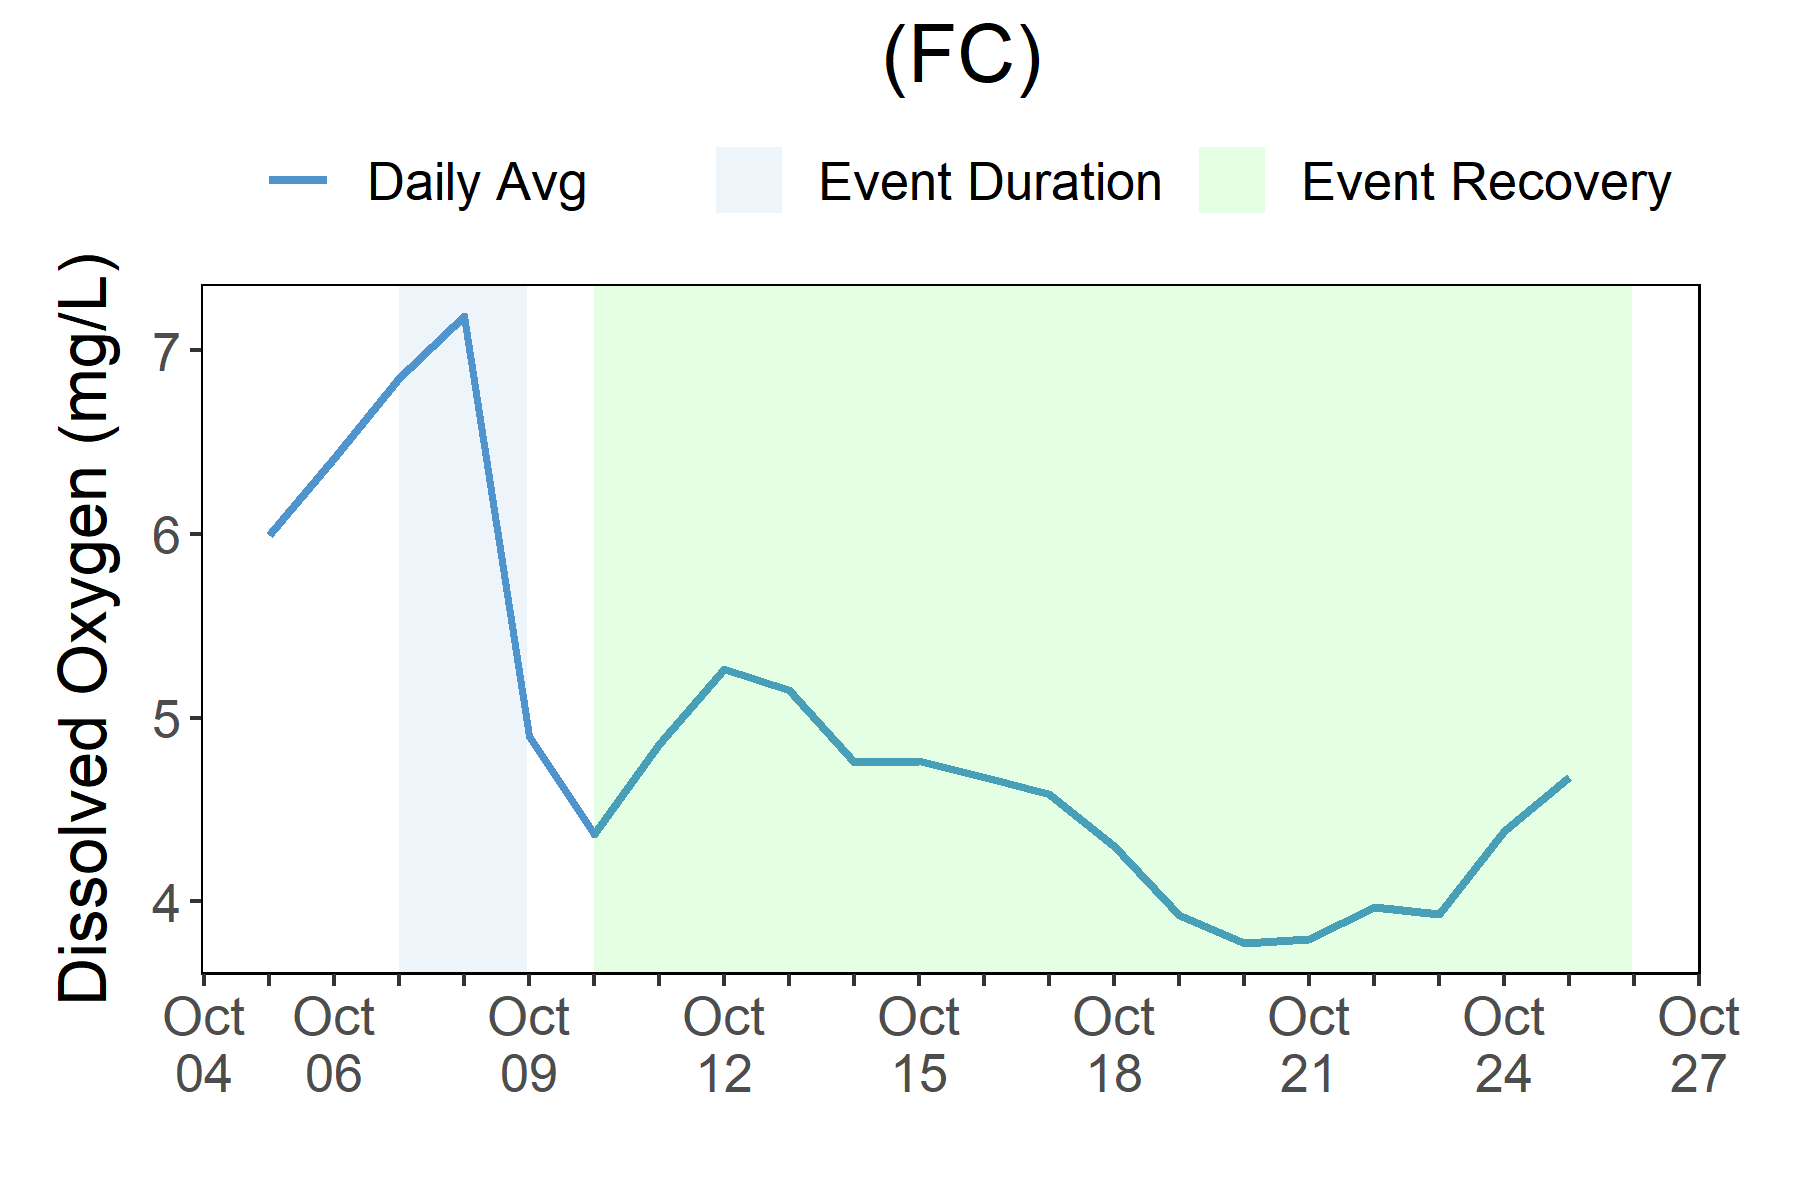 (FC)
Daily Avg Event Duration Event Recovery
Dissolved Oxygen (mg/L)
7
6
5
4
Oct Oct Oct Oct Oct Oct Oct Oct Oct
04 06 09 12 15 18 21 24 27